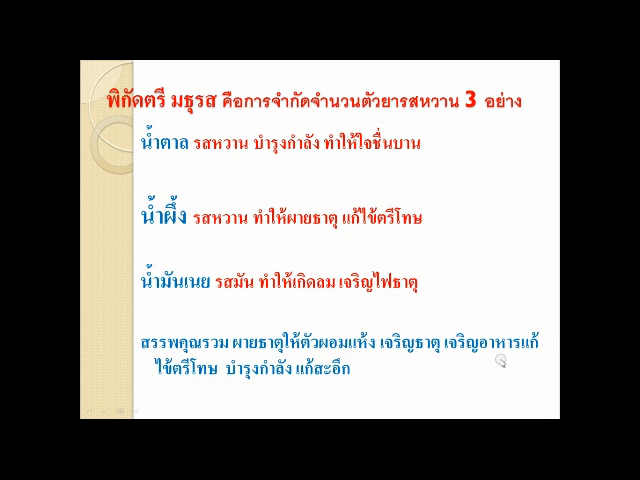 พิกัดตรี มธุรส คือการจำกัดจำนวนตัวยารสหวาน 3 อย่าง
น้ำตาล รสหวาน บำรุงกำลัง ทำให้ใจชื่นบาน
น้ำผึ้ง รสหวาน ทำให้ผายธาตุ แก้ไข้ตรีโทษ
น้ำมันเนย รสมัน ทำให้เกิดลม เจริญไฟธาตุ
สรรพคุณรวม ผายธาตุให้ตัวผอมแห้ง เจริญธาตุ เจริญอาหารแก้
ไข้ตรีโทษ บำรุงกำลัง แก้สะอึก